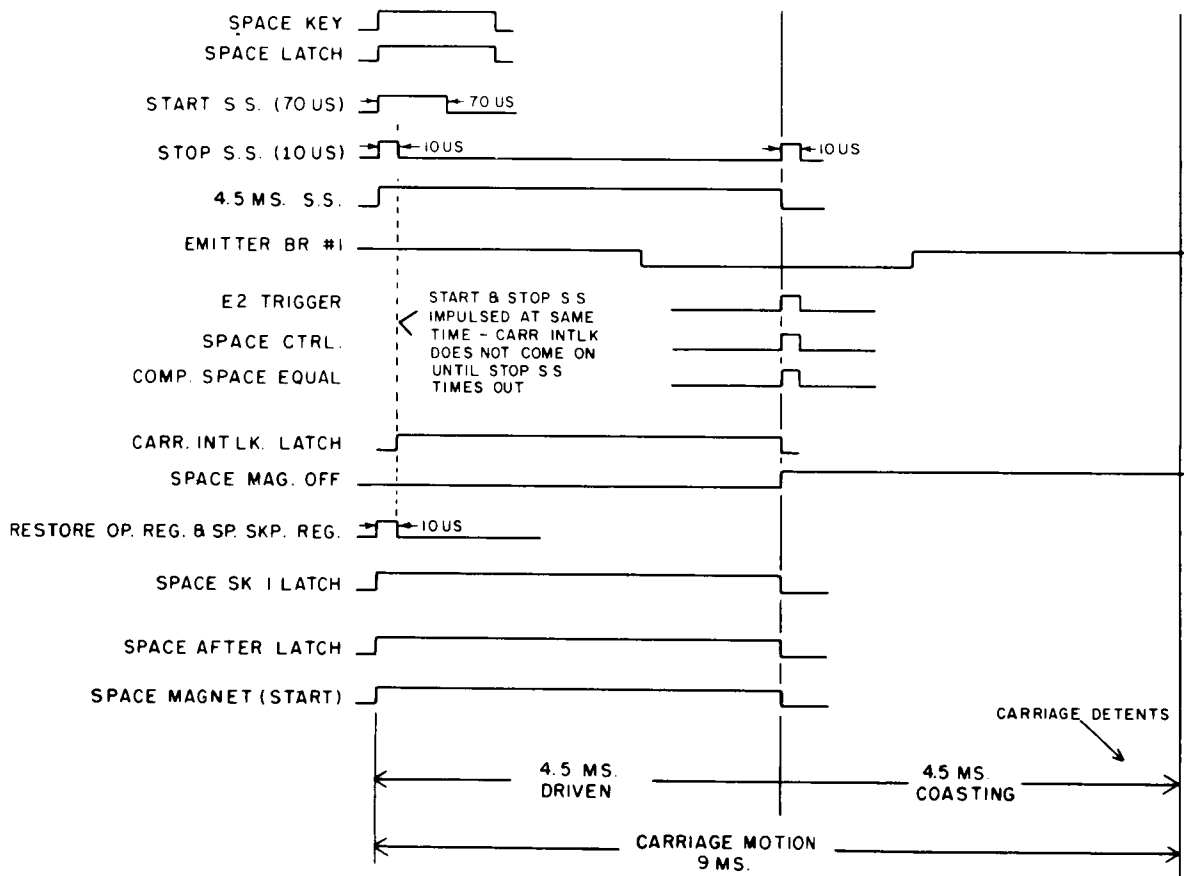 SPACE KEY
SPACE LATCH
START S S. (70 US)
70 US
STOP S.S. (10 US)
10 US
10 US
4.5 MS. S.S.
EMITTER BR #1
E2 TRIGGER
SPACE CTRL.
COMP. SPACE EQUAL
START & STOP S S
IMPULSED AT SAME
TIME – CARR INTLK
DOES NOT COME ON
UNTIL STOP S S
TIMES OUT
CARR. INT LK. LATCH
SPACE MAG. OFF
RESTORE OP. REG. & SP. SKP. REG.
10 US
SPACE SK 1 LATCH
SPACE AFTER LATCH
SPACE MAGNET (START)
CARRIAGE DETENTS
4.5 MS.
DRIVEN
4.5 MS.
COASTING
CARRIAGE MOTION
9 MS.